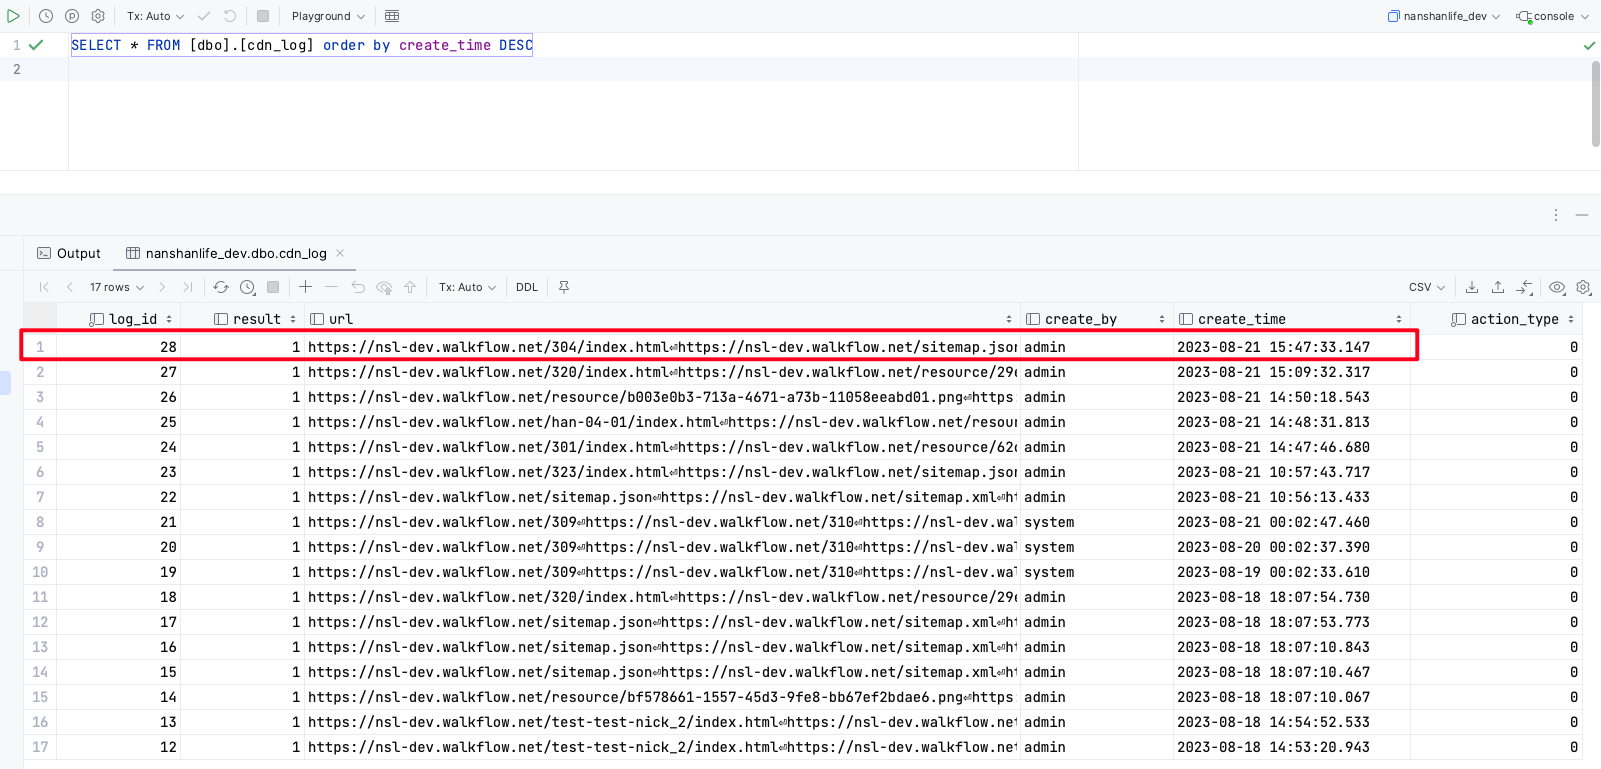 Tx: Auto Playground nanshanlife_dev console
1 SELECT * FROM [dbo].[cdn_log] order by create_time DESC
2
Output nanshanlife_dev.dbo.cdn_log
17 rows Tx: Auto DDL CSV
log_id result url create_by create_time action_type
1 28 1 https://nsl-dev.walkflow.net/304/index.html⏎https://nsl-dev.walkflow.net/sitemap.json admin 2023-08-21 15:47:33.147 0
2 27 1 https://nsl-dev.walkflow.net/320/index.html⏎https://nsl-dev.walkflow.net/resource/29 admin 2023-08-21 15:09:32.317 0
3 26 1 https://nsl-dev.walkflow.net/resource/b003e0b3-713a-4671-a73b-11058eeabd01.png⏎https admin 2023-08-21 14:50:18.543 0
4 25 1 https://nsl-dev.walkflow.net/han-04-01/index.html⏎https://nsl-dev.walkflow.net/resour admin 2023-08-21 14:48:31.813 0
5 24 1 https://nsl-dev.walkflow.net/301/index.html⏎https://nsl-dev.walkflow.net/resource/62 admin 2023-08-21 14:47:46.680 0
6 23 1 https://nsl-dev.walkflow.net/323/index.html⏎https://nsl-dev.walkflow.net/sitemap.json admin 2023-08-21 10:57:43.717 0
7 22 1 https://nsl-dev.walkflow.net/sitemap.json⏎https://nsl-dev.walkflow.net/sitemap.xml⏎ht admin 2023-08-21 10:56:13.433 0
8 21 1 https://nsl-dev.walkflow.net/309⏎https://nsl-dev.walkflow.net/310⏎https://nsl-dev.wal system 2023-08-21 00:02:47.460 0
9 20 1 https://nsl-dev.walkflow.net/309⏎https://nsl-dev.walkflow.net/310⏎https://nsl-dev.wal system 2023-08-20 00:02:37.390 0
10 19 1 https://nsl-dev.walkflow.net/309⏎https://nsl-dev.walkflow.net/310⏎https://nsl-dev.wal system 2023-08-19 00:02:33.610 0
11 18 1 https://nsl-dev.walkflow.net/320/index.html⏎https://nsl-dev.walkflow.net/resource/29 admin 2023-08-18 18:07:54.730 0
12 17 1 https://nsl-dev.walkflow.net/sitemap.json⏎https://nsl-dev.walkflow.net/sitemap.xml⏎ht admin 2023-08-18 18:07:53.773 0
13 16 1 https://nsl-dev.walkflow.net/sitemap.json⏎https://nsl-dev.walkflow.net/sitemap.xml⏎ht admin 2023-08-18 18:07:10.843 0
14 15 1 https://nsl-dev.walkflow.net/sitemap.json⏎https://nsl-dev.walkflow.net/sitemap.xml⏎ht admin 2023-08-18 18:07:10.467 0
15 14 1 https://nsl-dev.walkflow.net/resource/bf578661-1557-45d3-9fe8-bb67ef2bdae6.png⏎https admin 2023-08-18 18:07:10.067 0
16 13 1 https://nsl-dev.walkflow.net/test-test-nick_2/index.html⏎https://nsl-dev.walkflow.net admin 2023-08-18 14:54:52.533 0
17 12 1 https://nsl-dev.walkflow.net/test-test-nick_2/index.html⏎https://nsl-dev.walkflow.net admin 2023-08-18 14:53:20.943 0